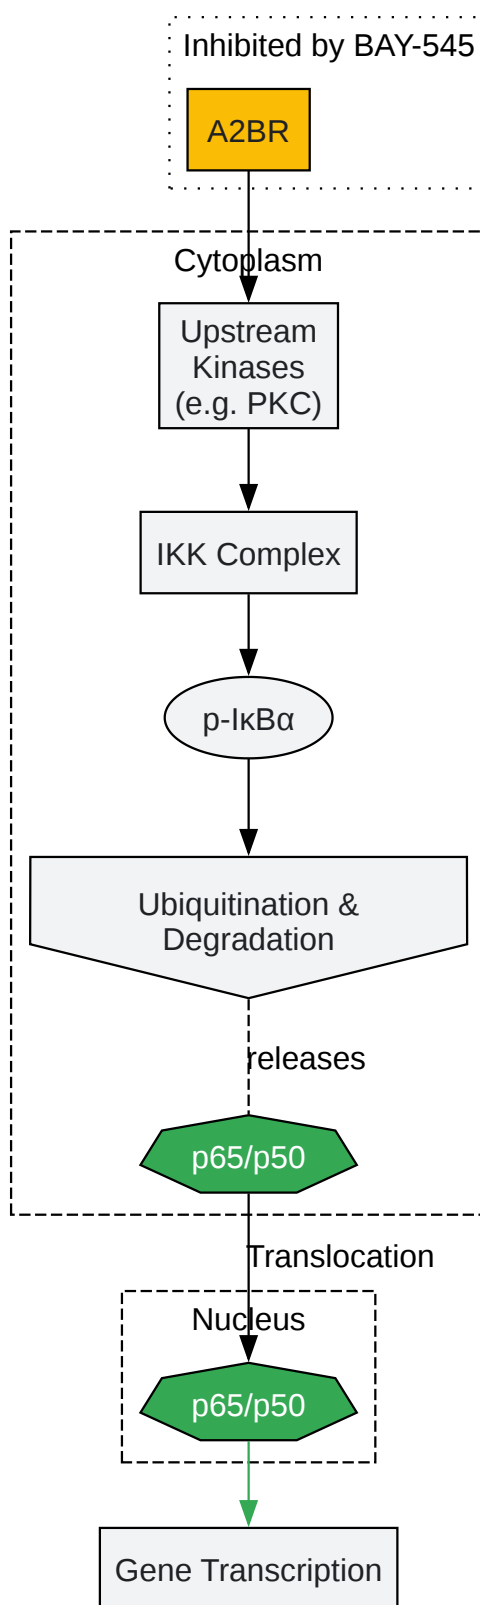 Inhibited by BAY-545
A2BR
Cytoplasm
Upstream
Kinases
(e.g. PKC)
IKK Complex
p-IκBα
Ubiquitination &
Degradation
releases
p65/p50
Translocation
Nucleus
p65/p50
Gene Transcription